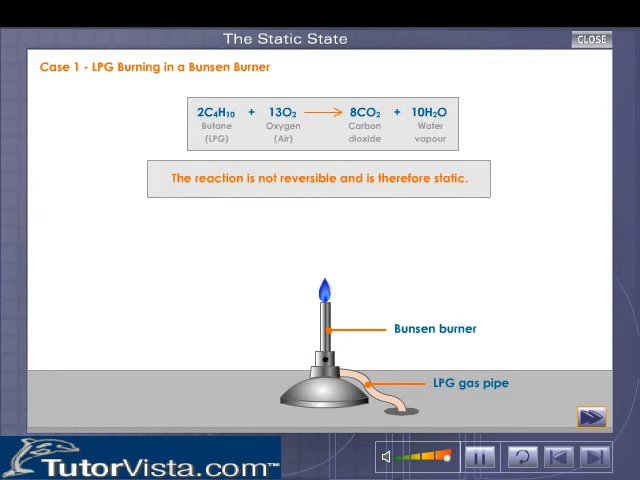 The Static State
CLOSE
Case 1 - LPG Burning in a Bunsen Burner
2C₄H₁₀ + 13O₂ → 8CO₂ + 10H₂O
Butane Oxygen Carbon Water
(LPG) (Air) dioxide vapour
The reaction is not reversible and is therefore static.
Bunsen burner
LPG gas pipe
TutorVista.com™